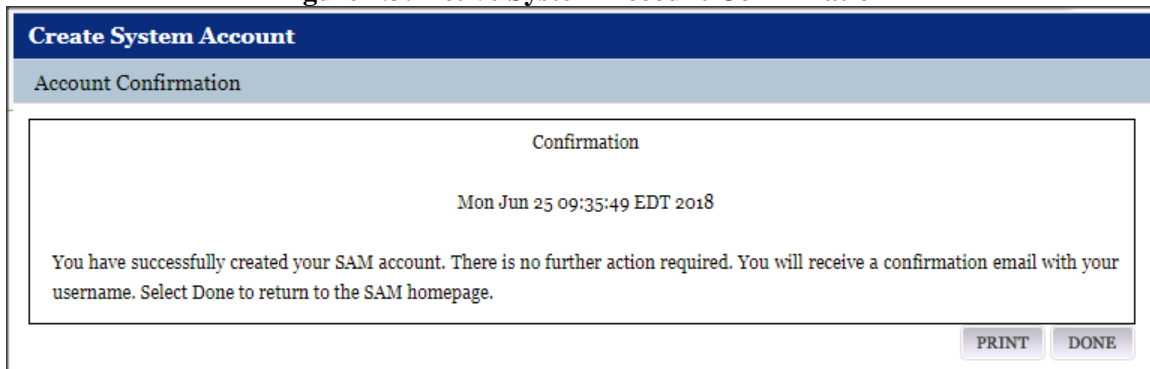 Create System Account
Account Confirmation
Confirmation
Mon Jun 25 09:35:49 EDT 2018
You have successfully created your SAM account. There is no further action required. You will receive a confirmation email with your
username. Select Done to return to the SAM homepage.
PRINT DONE